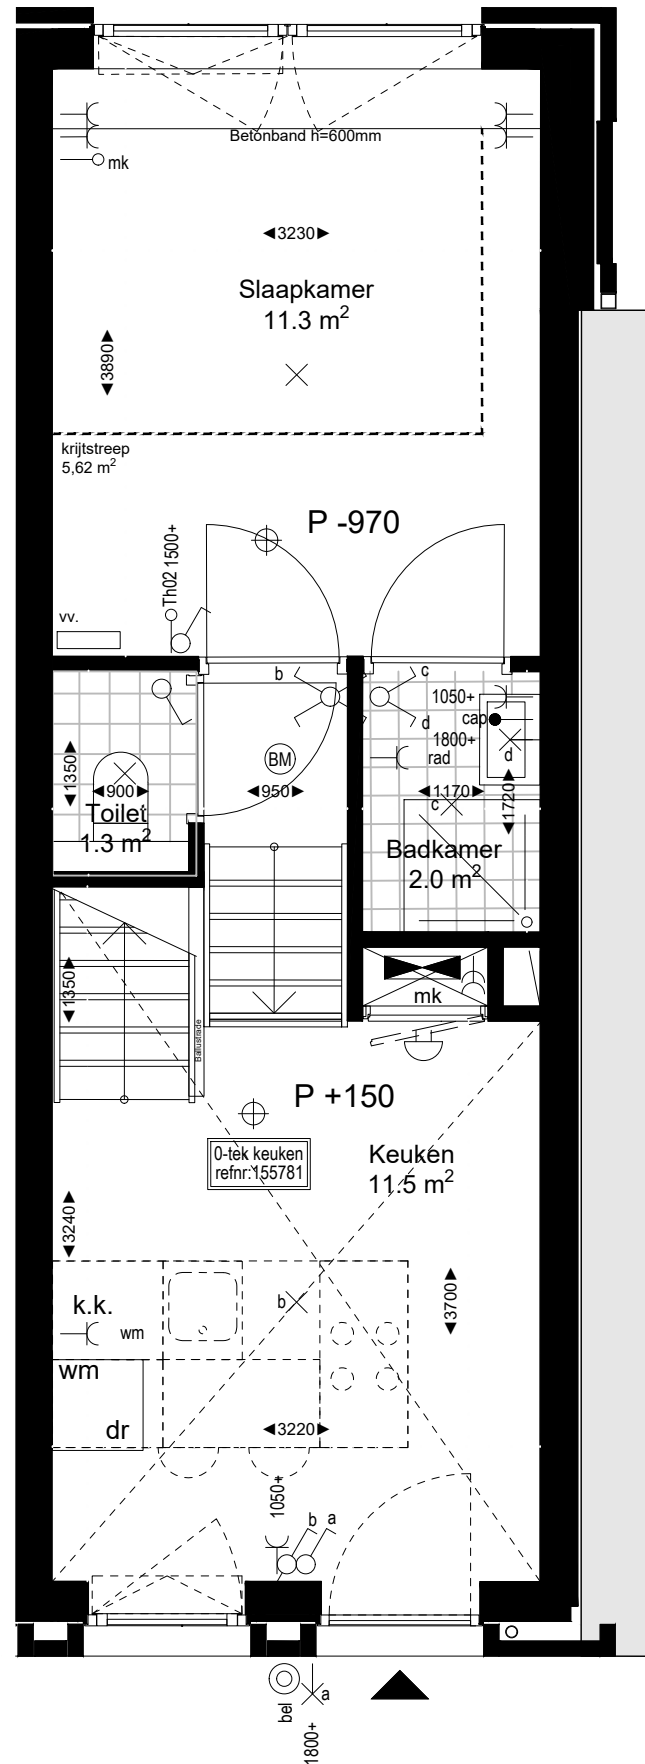 Betonband h=600mm
mk
3230
Slaapkamer
11.3 m²
3890
krijtstreep
5,62 m²
P -970
Th02 1500+
vv.
b
c
1050+
cap
d
1800+
d
rad
BM
1350
900
950
1170
1720
c
Toilet
1.3 m²
Badkamer
2.0 m²
1350
mk
Ballustrade
P +150
0-tek keuken
refnr:155781
Keuken
11.5 m²
3240
3700
b
k.k.
wm
wm
dr
3220
1050+
b
a
bel
a
1800+